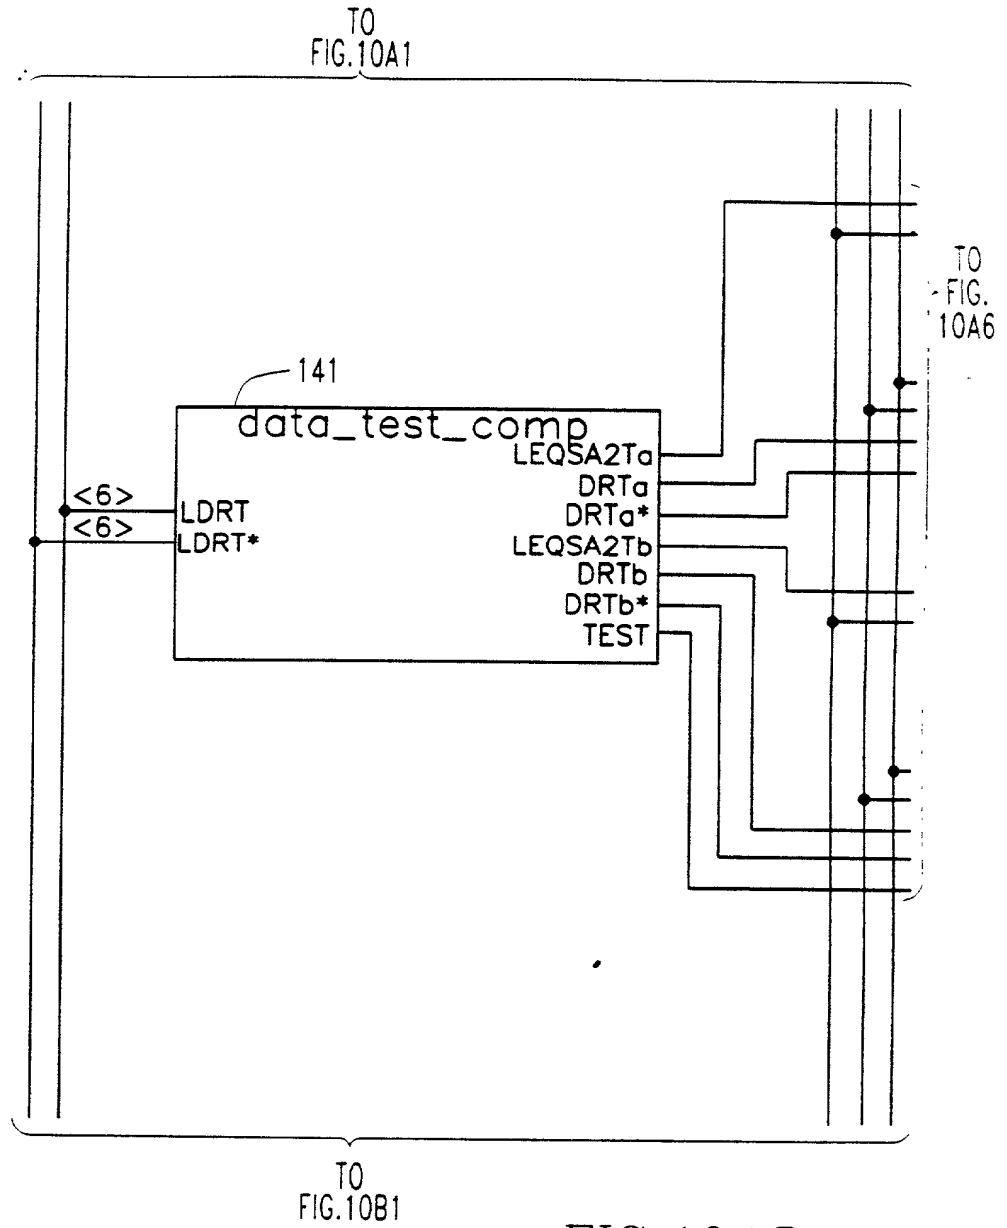 TO
FIG.10A1
TO
FIG.
10A6
141
data_test_comp
LEQSA2Ta
DRTa
<6>
LDRT
DRTa*
<6>
LDRT*
LEQSA2Tb
DRTb
DRTb*
TEST
TO
FIG.10B1